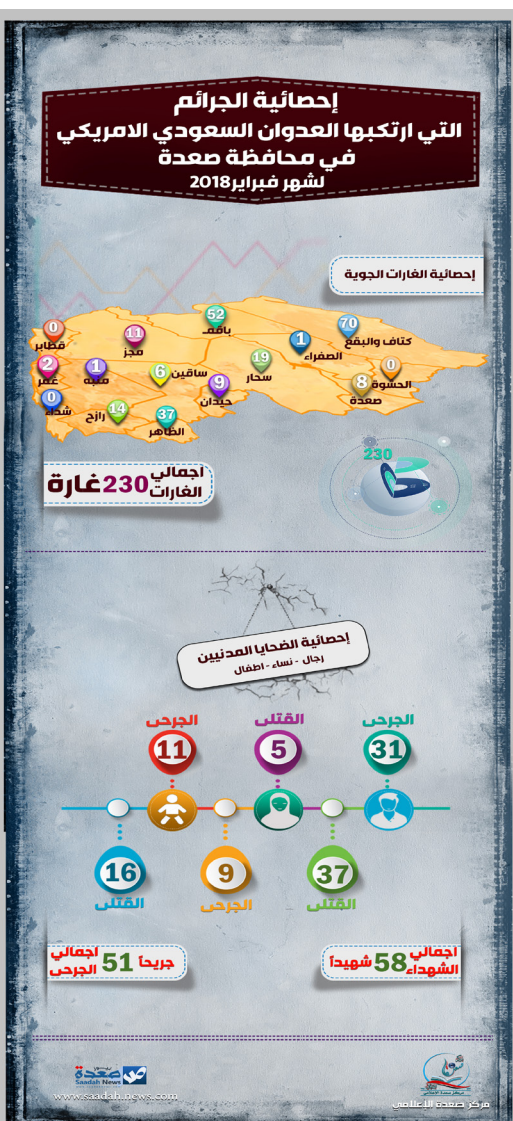 إحصائية الجرائم
التي ارتكبها العدوان السعودي الامريكي
في محافظة صعدة
لشهر فبراير2018
إحصائية الغارات الجوية
70
كتاف والبقع
52
باقم
1
الصفراء
11
مجز
0
قطابر
19
سحار
0
الحشوة
2
غمر
1
منبه
6 ساقين
9
حيدان
8
صعدة
0
شداء
14
رازح
37
الظاهر
230
اجمالي
الغارات 230 غارة
إحصائية الضحايا المدنيين
رجال - نساء - اطفال
الجرحى
31
القتلى
5
الجرحى
11
37
القتلى
9
الجرحى
16
القتلى
اجمالي
الشهداء 58 شهيداً
اجمالي
الجرحى 51 جريحاً
صعدة
Saadah News
www.saadah.news.com
مركز صعدة الاعلامي